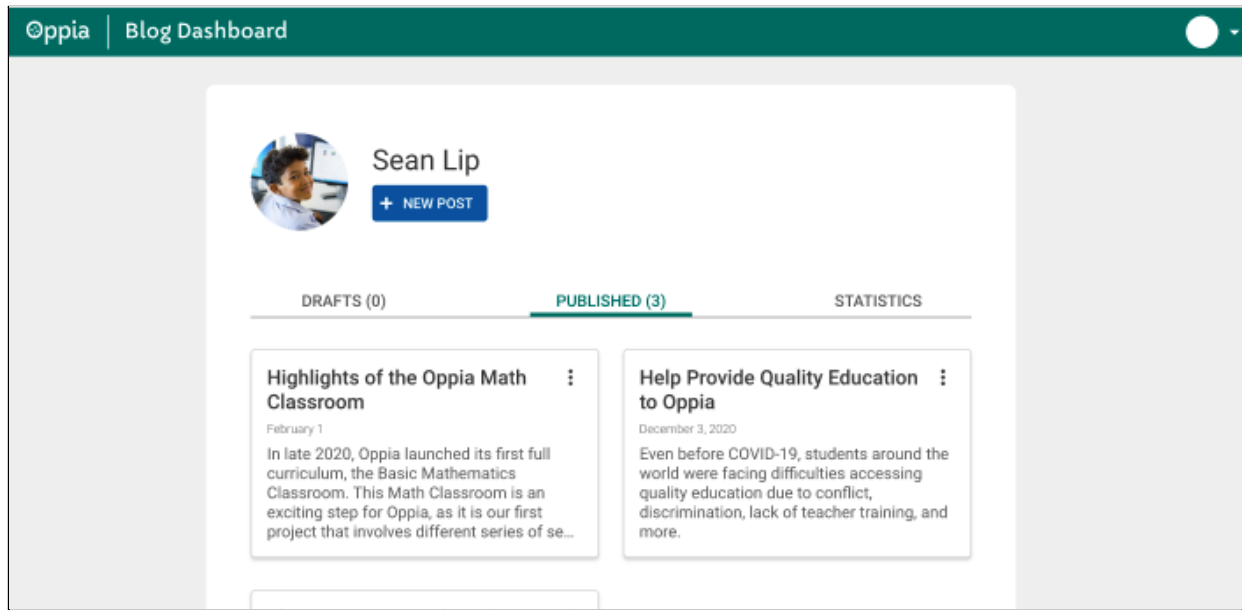 Oppia
Blog Dashboard
Sean Lip
+ NEW POST
DRAFTS (0)
PUBLISHED (3)
STATISTICS
Highlights of the Oppia Math
Classroom
February 1
In late 2020, Oppia launched its first full
curriculum, the Basic Mathematics
Classroom. This Math Classroom is an
exciting step for Oppia, as it is our first
project that involves different series of se...
Help Provide Quality Education
to Oppia
December 3, 2020
Even before COVID-19, students around the
world were facing difficulties accessing
quality education due to conflict,
discrimination, lack of teacher training, and
more.